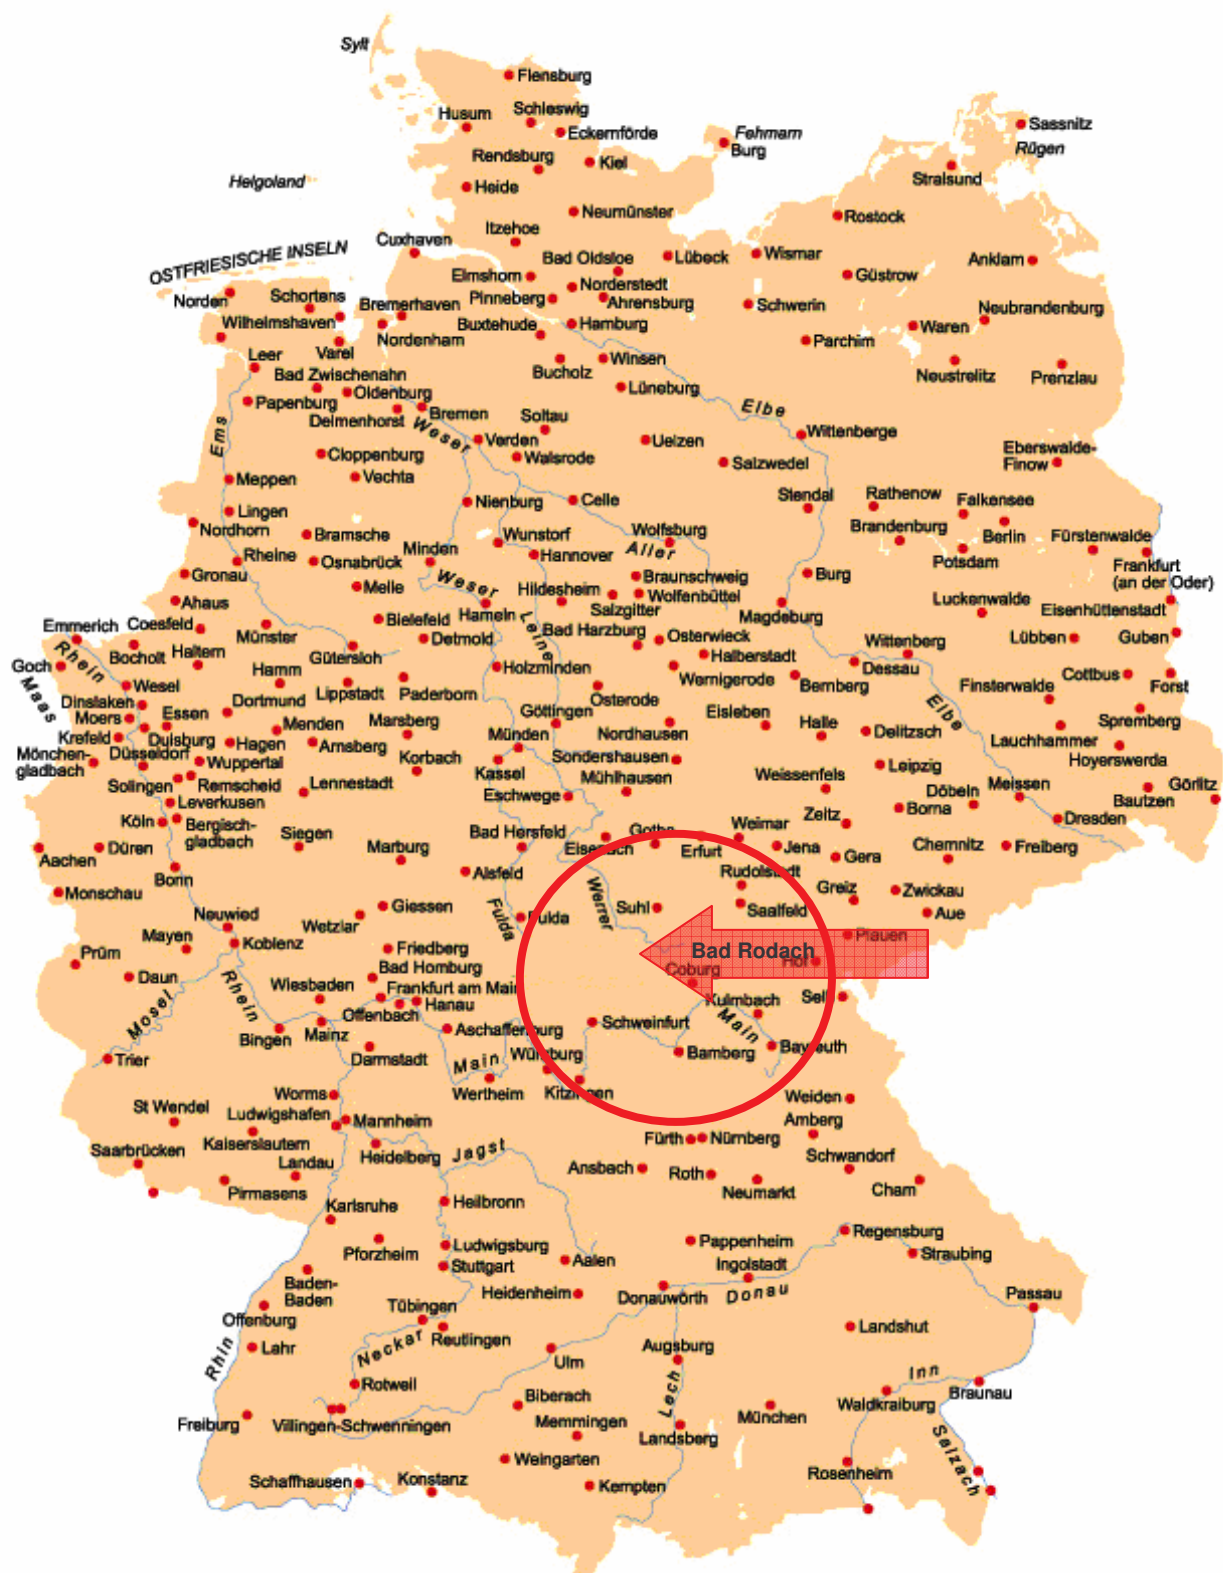 Sylt
Flensburg
Schleswig
Husum
Eckernförde
Fehmarn
Burg
Sassnitz
Rügen
Rendsburg
Kiel
Stralsund
Helgoland
Heide
Neumünster
Rostock
Itzehoe
Cuxhaven
OSTFRIESISCHE INSELN
Bad Oldsloe
Lübeck
Wismar
Anklam
Elmshorn
Norderstedt
Güstrow
Norden
Schortens
Bremerhaven
Pinneberg
Ahrensburg
Schwerin
Neubrandenburg
Wilhelmshaven
Buxtehude
Hamburg
Waren
Nordenham
Parchim
Leer
Varel
Bucholz
Winsen
Neustrelitz
Prenzlau
Bad Zwischenahn
Oldenburg
Lüneburg
Papenburg
Delmenhorst
Bremen
Soltau
Elbe
Ems
Weser
Verden
Uelzen
Wittenberge
Cloppenburg
Walsrode
Salzwedel
Eberswalde-
Finow
Meppen
Vechta
Nienburg
Celle
Stendal
Rathenow
Falkensee
Lingen
Nordhorn
Bramsche
Wunstorf
Wolfsburg
Brandenburg
Berlin
Fürstenwalde
Rheine
Osnabrück
Minden
Hannover
Aller
Potsdam
Frankfurt
(an der Oder)
Gronau
Melle
Weser
Hildesheim
Braunschweig
Burg
Ahaus
Wolfenbüttel
Salzgitter
Luckenwalde
Eisenhüttenstadt
Emmerich
Coesfeld
Münster
Bielefeld
Hameln
Leine
Magdeburg
Bocholt
Haltern
Detmold
Bad Harzburg
Osterwieck
Wittenberg
Lübben
Guben
Goch
Rhein
Gütersloh
Holzminden
Halberstadt
Dessau
Maas
Wesel
Hamm
Lippstadt
Paderborn
Wernigerode
Bernberg
Cottbus
Forst
Dinslaken
Dortmund
Osterode
Finsterwalde
Moers
Essen
Menden
Marsberg
Göttingen
Eisleben
Halle
Elbe
Spremberg
Krefeld
Duisburg
Hagen
Arnsberg
Münden
Nordhausen
Delitzsch
Lauchhammer
Mönchen-
gladbach
Düsseldorf
Wuppertal
Korbach
Kassel
Sondershausen
Hoyerswerda
Solingen
Remscheid
Lennestadt
Mühlhausen
Weissenfels
Leipzig
Meissen
Görlitz
Leverkusen
Eschwege
Döbeln
Bautzen
Köln
Bergisch-
gladbach
Siegen
Bad Hersfeld
Gotha
Weimar
Zeitz
Borna
Dresden
Aachen
Düren
Marburg
Eisenach
Erfurt
Jena
Gera
Chemnitz
Freiberg
Monschau
Bonn
Alsfeld
Rudolstadt
Greiz
Zwickau
Neuwied
Wetzlar
Giessen
Fulda
Fulda
Werrer
Suhl
Saalfeld
Aue
Mayen
Koblenz
Friedberg
Plauen
Prüm
Bad Homburg
Bad Rodach
Daun
Rhein
Wiesbaden
Frankfurt am Main
Coburg
Hof
Mosel
Offenbach
Hanau
Kulmbach
Selb
Bingen
Mainz
Aschaffenburg
Schweinfurt
Main
Trier
Darmstadt
Main
Würzburg
Bamberg
Bayreuth
Worms
Wertheim
Kitzingen
Weiden
St Wendel
Ludwigshafen
Mannheim
Amberg
Saarbrücken
Kaiserslautern
Heidelberg
Jagst
Fürth
Nürnberg
Landau
Ansbach
Roth
Schwandorf
Pirmasens
Neumarkt
Cham
Karlsruhe
Heilbronn
Pforzheim
Ludwigsburg
Pappenheim
Regensburg
Stuttgart
Aalen
Ingolstadt
Straubing
Baden-
Baden
Heidenheim
Donauwörth
Donau
Passau
Offenburg
Tübingen
Rhin
Lahr
Neckar
Reutlingen
Augsburg
Landshut
Ulm
Rotweil
Lech
Inn
Braunau
Biberach
Waldkraiburg
Freiburg
Villingen-Schwenningen
Memmingen
München
Landsberg
Salzach
Weingarten
Rosenheim
Schaffhausen
Konstanz
Kempten